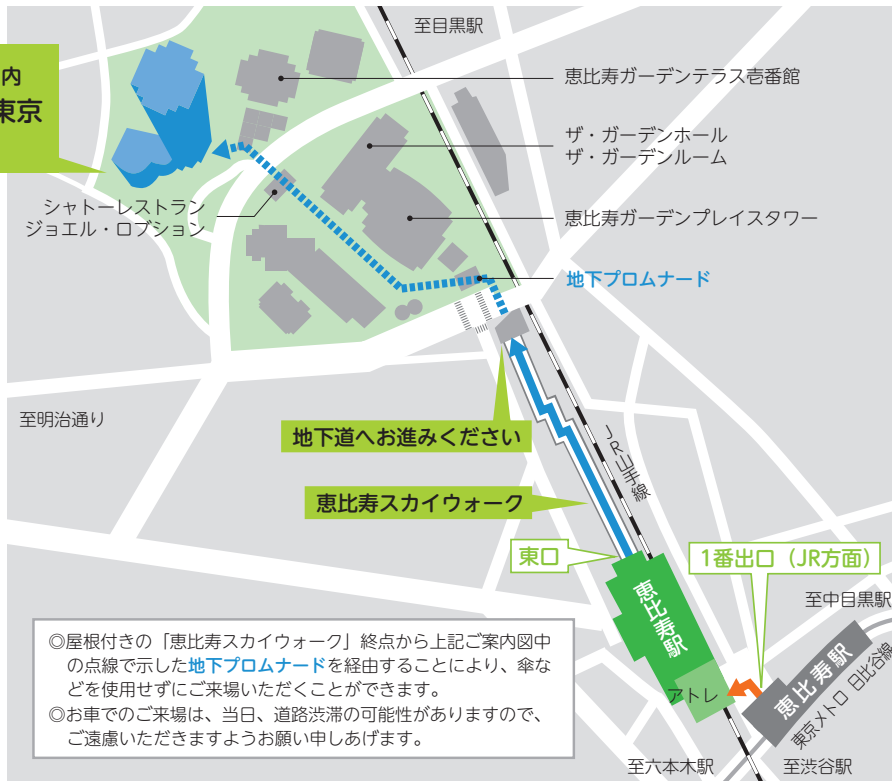 至目黒駅
内
東京
恵比寿ガーデンテラス壱番館
ザ・ガーデンホール
ザ・ガーデンルーム
シャトーレストラン
ジョエル・ロブション
恵比寿ガーデンプレイスタワー
地下プロムナード
至明治通り
地下道へお進みください
JR山手線
恵比寿スカイウォーク
東口
1番出口（JR方面）
恵比寿駅
至中目黒駅
アトレ
恵比寿駅
東京メトロ 日比谷線
至六本木駅
至渋谷駅
◎屋根付きの「恵比寿スカイウォーク」終点から上記ご案内図中
の点線で示した地下プロムナードを経由することにより、傘な
どを使用せずにご来場いただくことができます。
◎お車でのご来場は、当日、道路渋滞の可能性がありますので、
ご遠慮いただきますようお願い申しあげます。